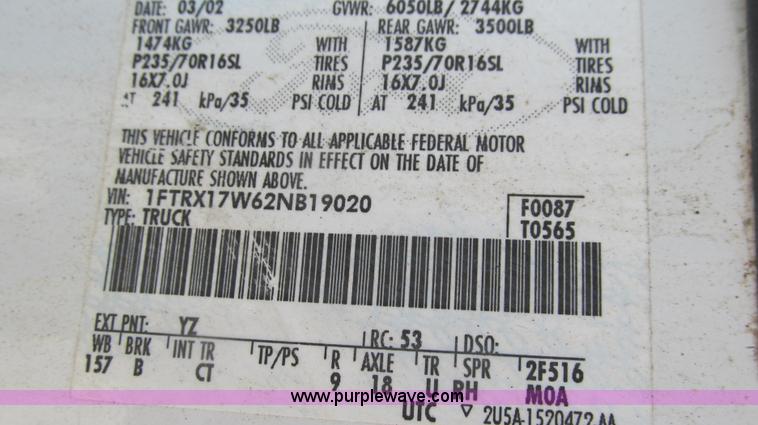 DATE: 03/02 GVWR: 6050LB/ 2744KG
FRONT GAWR: 3250LB REAR GAWR: 3500LB
1474KG WITH 1587KG WITH
P235/70R16SL TIRES P235/70R16SL TIRES
16X7.0J RIMS 16X7.0J RIMS
AT 241 kPa/35 PSI COLD AT 241 kPa/35 PSI COLD
THIS VEHICLE CONFORMS TO ALL APPLICABLE FEDERAL MOTOR
VEHICLE SAFETY STANDARDS IN EFFECT ON THE DATE OF
MANUFACTURE SHOWN ABOVE.
VIN: 1FTRX17W62NB19020 F0087
TYPE: TRUCK T0565
EXT PNT: YZ RC: 53 DSO:
WB BRK INT TR TP/PS R AXLE TR SPR 2F516
157 B CT 9 18 U RH MOA
www.purplewave.com
UTC ▽ 2U5A-1520472-AA